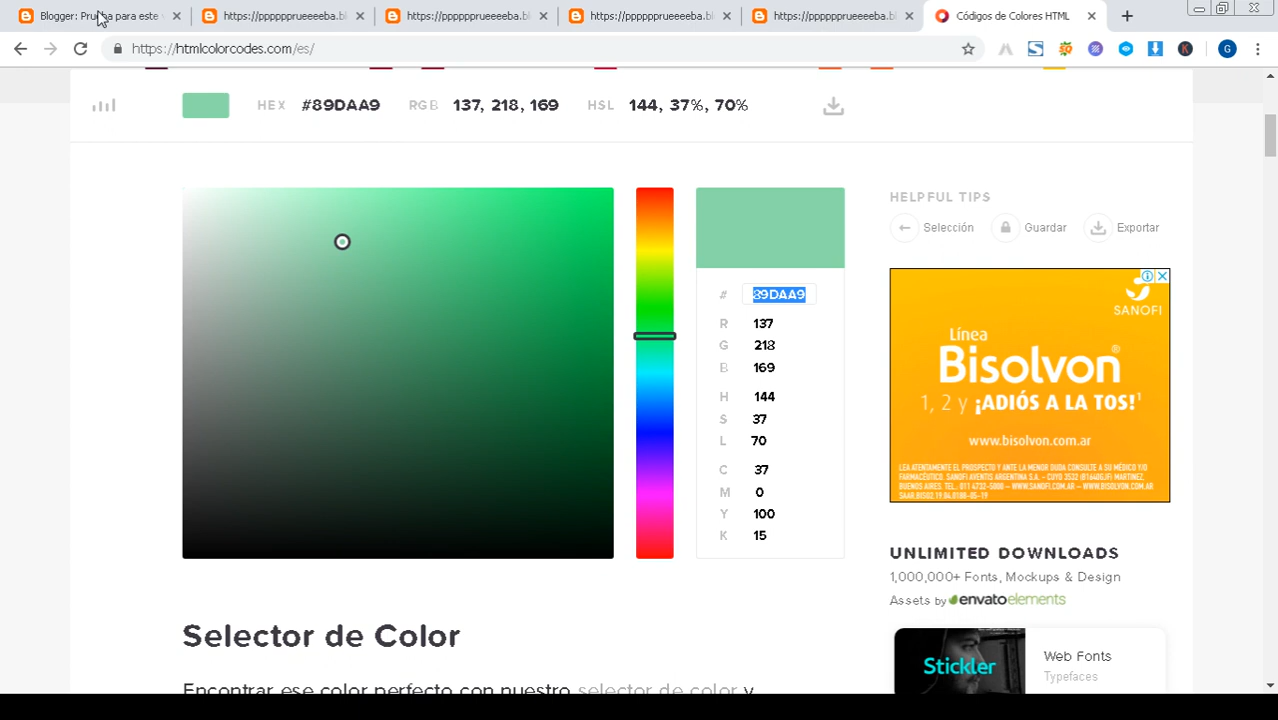 Blogger: Prueba para este
https://pppppprueeeeba.bl
https://pppppprueeeeba.bl
https://pppppprueeeeba.bl
https://pppppprueeeeba.bl
Códigos de Colores HTML
https://htmlcolorcodes.com/es/
G
HEX #89DAA9 RGB 137, 218, 169 HSL 144, 37%, 70%
# 89DAA9
R 137
G 218
B 169
H 144
S 37
L 70
C 37
M 0
Y 100
K 15
HELPFUL TIPS
Selección Guardar Exportar
SANOFI
Línea
Bisolvon®
1, 2 y ¡ADIÓS A LA TOS!¹
www.bisolvon.com.ar
UNLIMITED DOWNLOADS
1,000,000+ Fonts, Mockups & Design
Assets by envatoelements
Stickler
Web Fonts
Typefaces
Selector de Color
Encontrar ese color perfecto con nuestro selector de color y